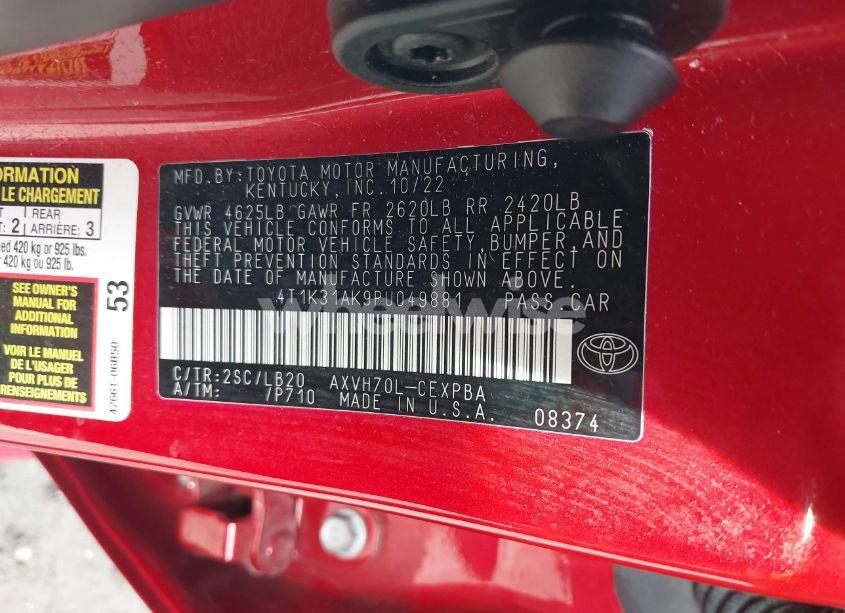 ORMATION
LE CHARGEMENT
REAR
: 2 ARRIÈRE: 3
ed 420 kg or 925 lbs.
420 kg ou 925 lb.
SEE OWNER'S
MANUAL FOR
ADDITIONAL
INFORMATION
VOIR LE MANUEL
DE L'USAGER
POUR PLUS DE
RENSEIGNEMENTS
53
42661-06B50
MFD.BY:TOYOTA MOTOR MANUFACTURING,
KENTUCKY, INC.10/22
GVWR 4625LB GAWR FR 2620LB RR 2420LB
THIS VEHICLE CONFORMS TO ALL APPLICABLE
FEDERAL MOTOR VEHICLE SAFETY,BUMPER,AND
THEFT PREVENTION STANDARDS IN EFFECT ON
THE DATE OF MANUFACTURE SHOWN ABOVE.
4T1K31AK9PU049881 PASS.CAR
WheelWise
C/TR:2SC/LB20 AXVH70L-CEXPBA
A/TM: /P710 MADE IN U.S.A.
08374